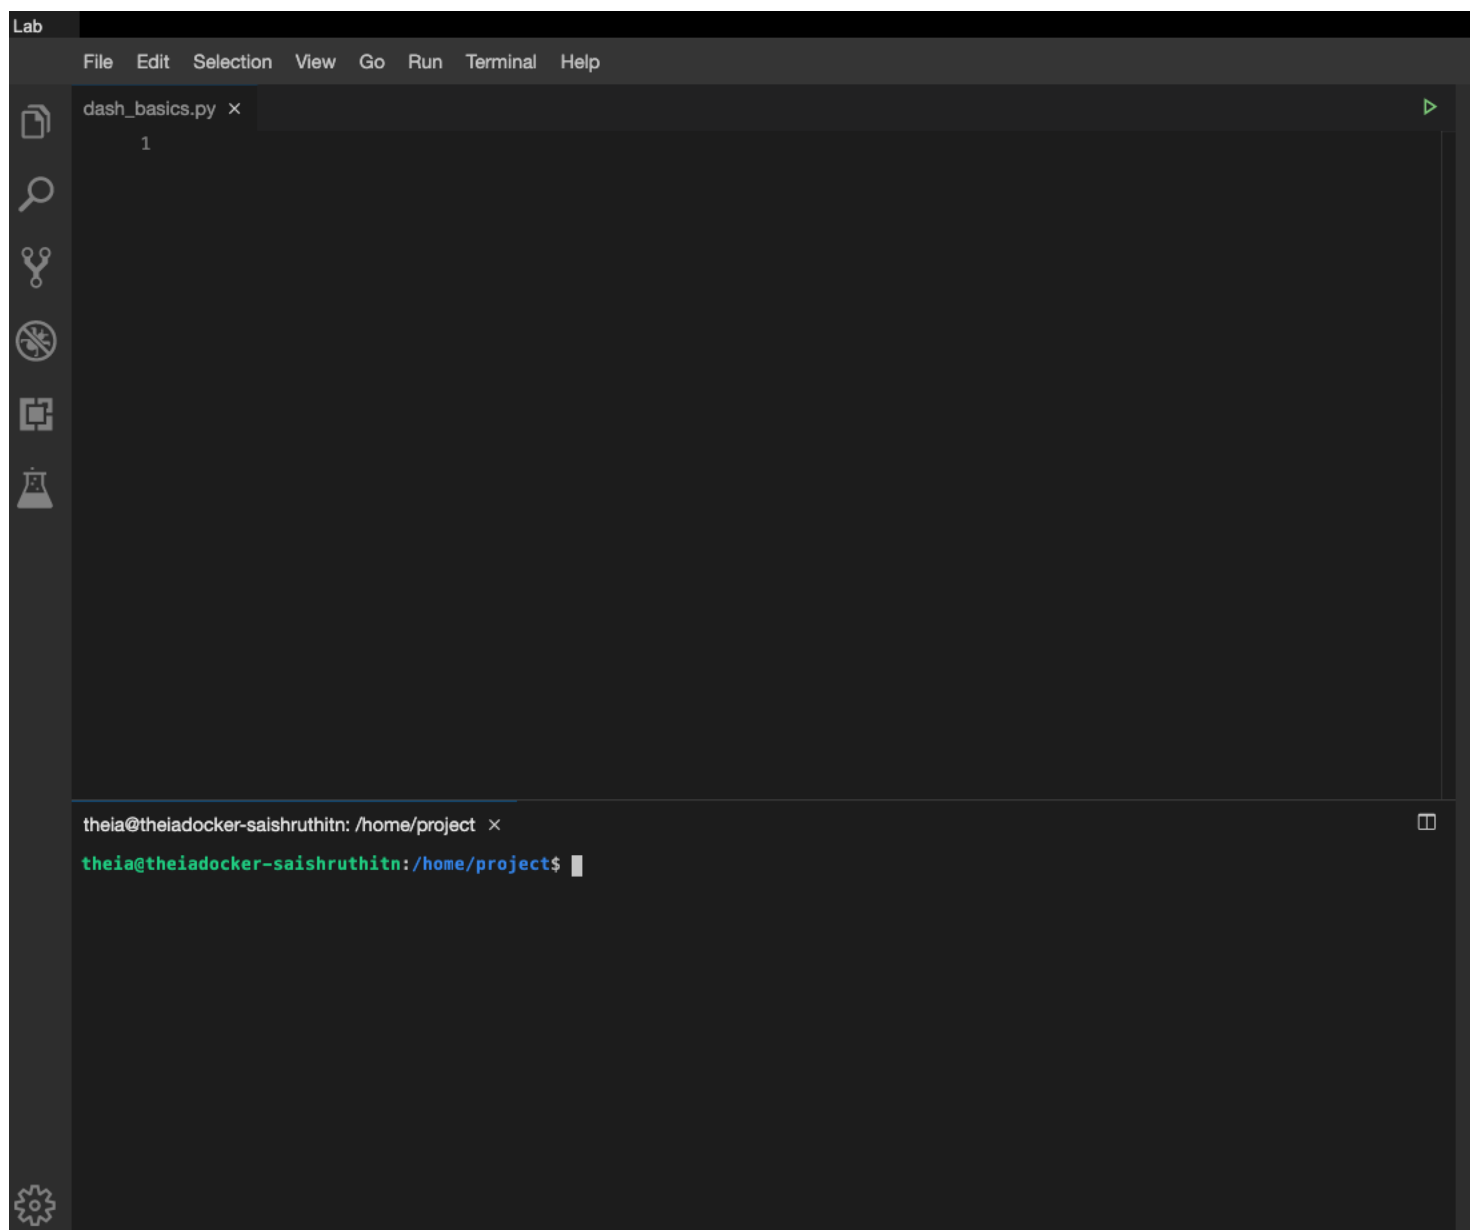 Lab
File Edit Selection View Go Run Terminal Help
dash_basics.py ×
1
theia@theiadocker-saishruthitn: /home/project ×
theia@theiadocker-saishruthitn:/home/project$